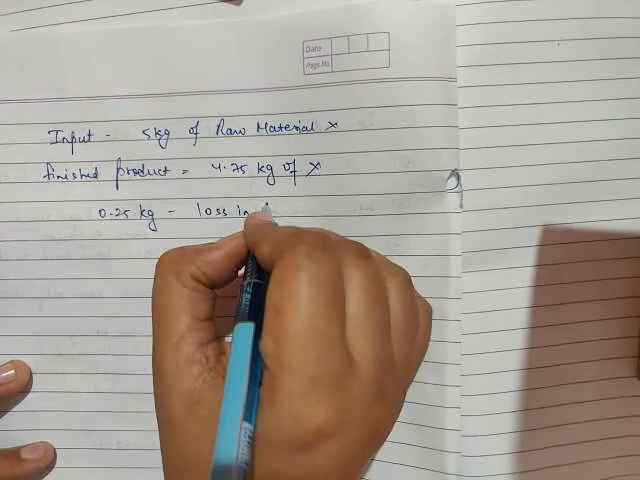 Date
Page No.
Input - 5kg of Raw Material X
finished product = 4.75 kg of X
0.25 kg - loss in